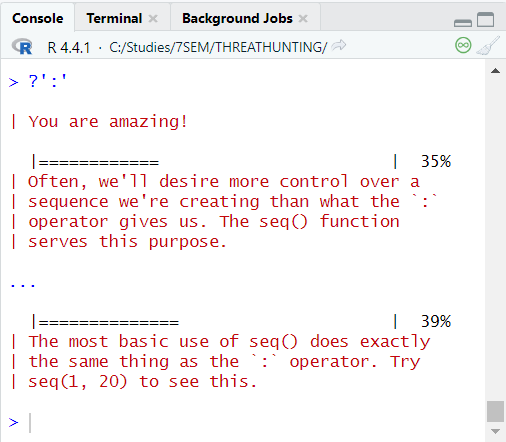 Console Terminal Background Jobs
R 4.4.1 · C:/Studies/7SEM/THREATHUNTING/
> ?':'
| You are amazing!
|============ | 35%
| Often, we'll desire more control over a
| sequence we're creating than what the `:`
| operator gives us. The seq() function
| serves this purpose.
...
|============== | 39%
| The most basic use of seq() does exactly
| the same thing as the `:` operator. Try
| seq(1, 20) to see this.
>